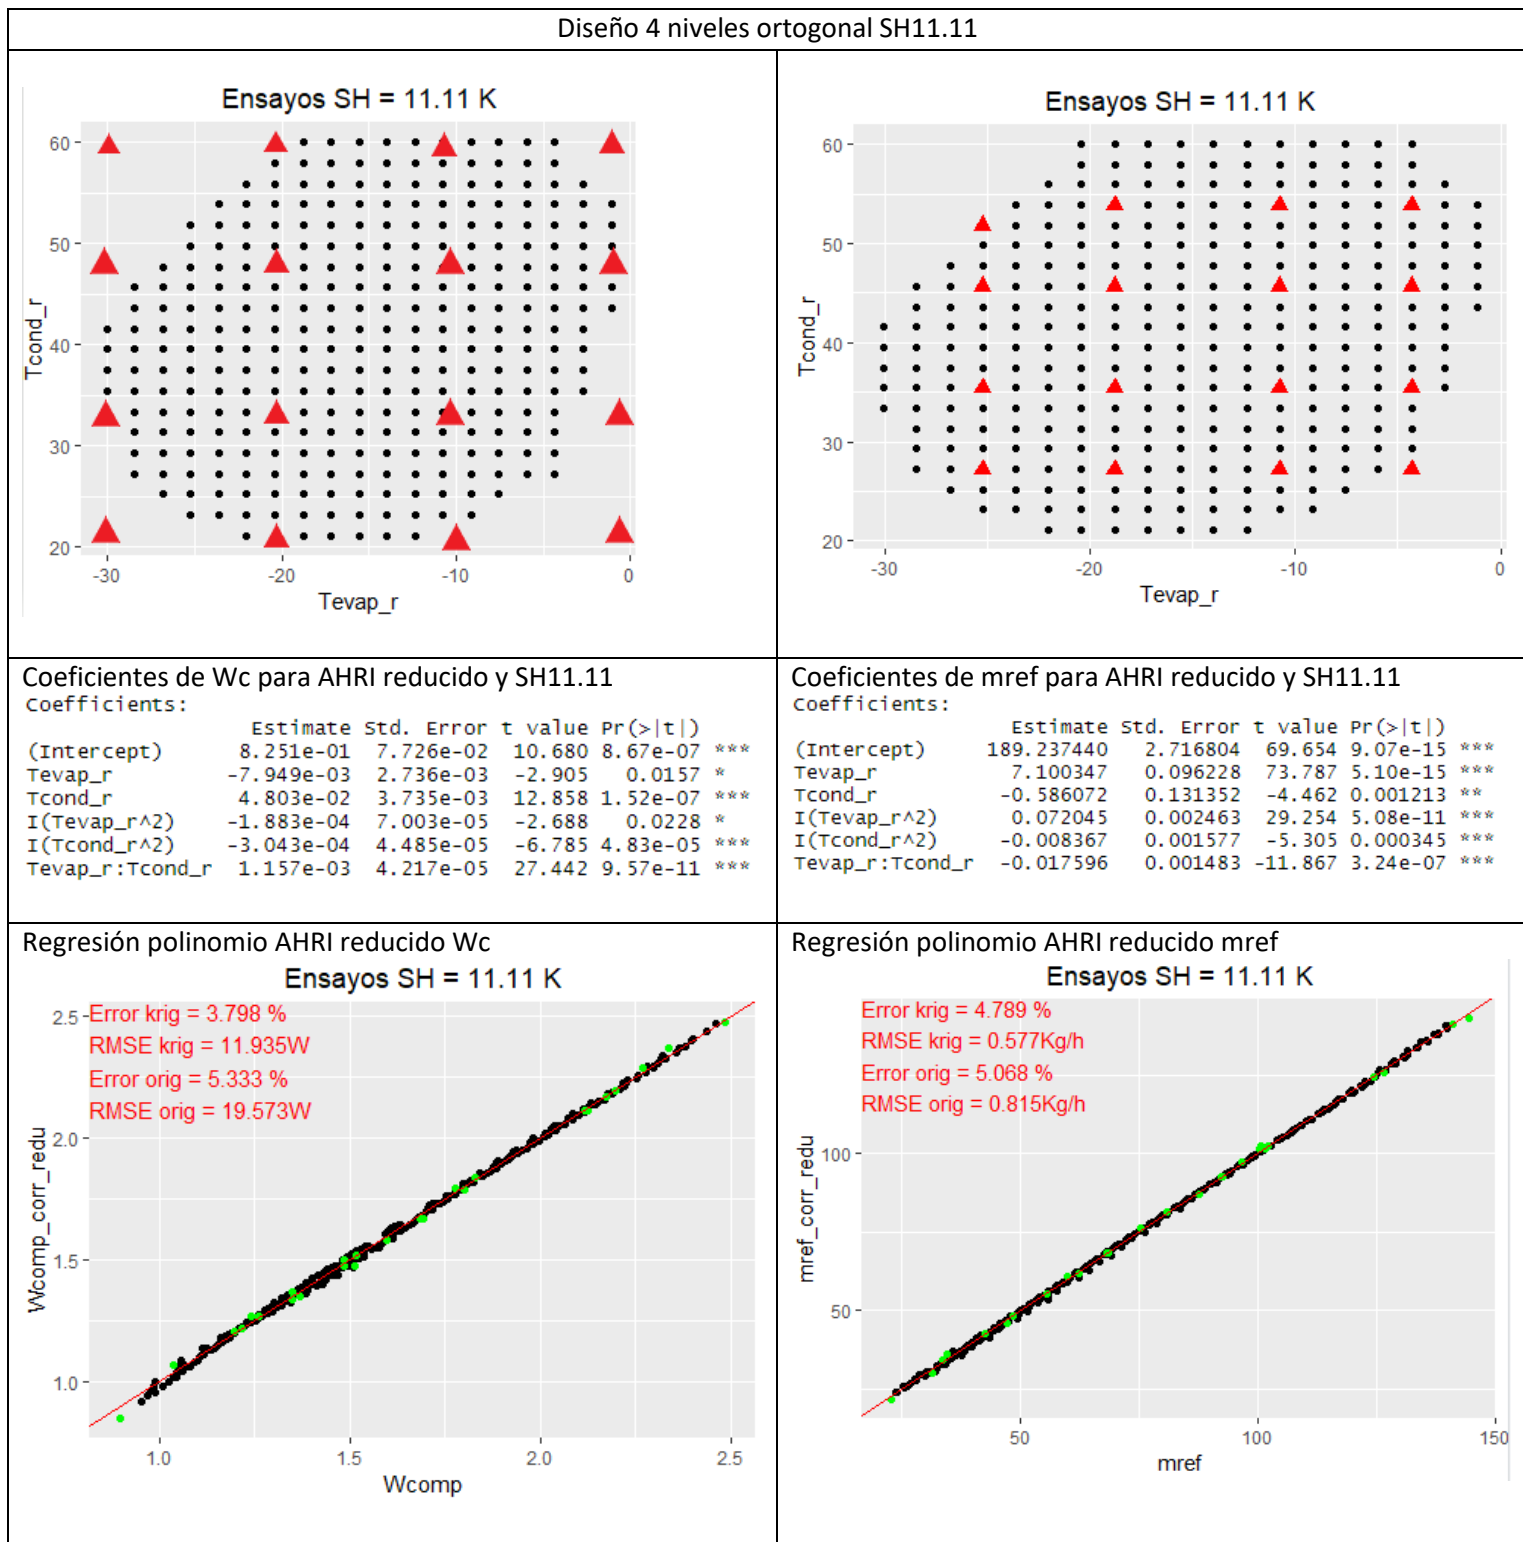 Diseño 4 niveles ortogonal SH11.11
Ensayos SH = 11.11 K
60
50
40
30
20
Tcond_r
-30
-20
-10
0
Tevap_r
Ensayos SH = 11.11 K
60
50
40
30
20
Tcond_r
-30
-20
-10
0
Tevap_r
Coeficientes de Wc para AHRI reducido y SH11.11
Coefficients:
Estimate Std. Error t value Pr(>|t|)
(Intercept) 8.251e-01 7.726e-02 10.680 8.67e-07 ***
Tevap_r -7.949e-03 2.736e-03 -2.905 0.0157 *
Tcond_r 4.803e-02 3.735e-03 12.858 1.52e-07 ***
I(Tevap_r^2) -1.883e-04 7.003e-05 -2.688 0.0228 *
I(Tcond_r^2) -3.043e-04 4.485e-05 -6.785 4.83e-05 ***
Tevap_r:Tcond_r 1.157e-03 4.217e-05 27.442 9.57e-11 ***
Coeficientes de mref para AHRI reducido y SH11.11
Coefficients:
Estimate Std. Error t value Pr(>|t|)
(Intercept) 189.237440 2.716804 69.654 9.07e-15 ***
Tevap_r 7.100347 0.096228 73.787 5.10e-15 ***
Tcond_r -0.586072 0.131352 -4.462 0.001213 **
I(Tevap_r^2) 0.072045 0.002463 29.254 5.08e-11 ***
I(Tcond_r^2) -0.008367 0.001577 -5.305 0.000345 ***
Tevap_r:Tcond_r -0.017596 0.001483 -11.867 3.24e-07 ***
Regresión polinomio AHRI reducido Wc
Ensayos SH = 11.11 K
Error krig = 3.798 %
RMSE krig = 11.935W
Error orig = 5.333 %
RMSE orig = 19.573W
2.5
2.0
1.5
1.0
Wcomp_corr_redu
1.0
1.5
2.0
2.5
Wcomp
Regresión polinomio AHRI reducido mref
Ensayos SH = 11.11 K
Error krig = 4.789 %
RMSE krig = 0.577Kg/h
Error orig = 5.068 %
RMSE orig = 0.815Kg/h
100
50
mref_corr_redu
50
100
150
mref